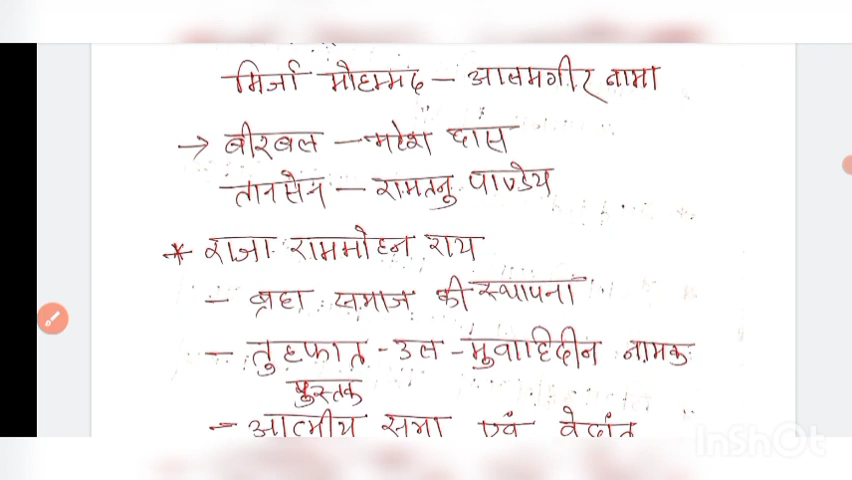 मिर्जा मोहम्मद - आलमगीर नामा
→ बीरबल - महेश दास
तानसेन - रामतनु पाण्डेय
* राजा राममोहन राय
- ब्रह्म समाज की स्थापना
- तुहफात - उल - मुवाहिदीन नामक
पुस्तक
- आत्मीय सभा एवं वेदांत
InShOt